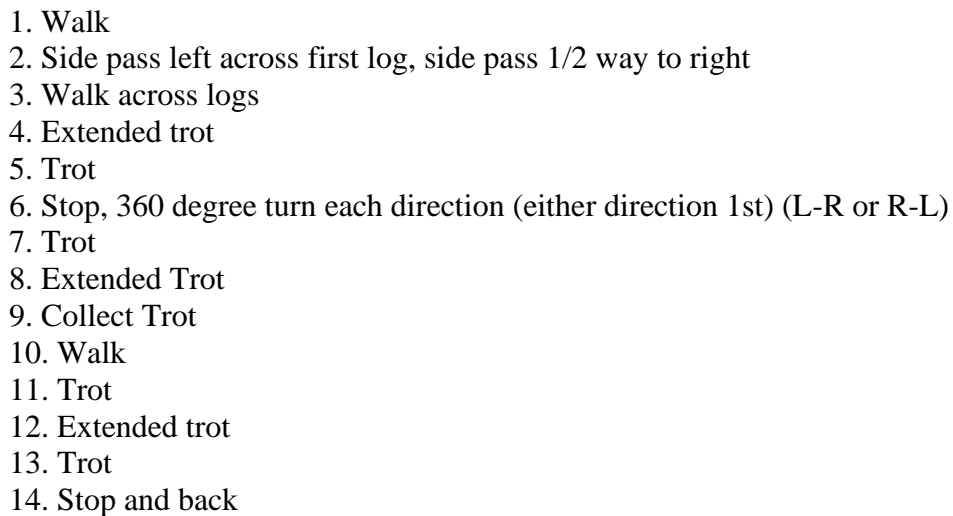 1. Walk
2. Side pass left across first log, side pass 1/2 way to right
3. Walk across logs
4. Extended trot
5. Trot
6. Stop, 360 degree turn each direction (either direction 1st) (L-R or R-L)
7. Trot
8. Extended Trot
9. Collect Trot
10. Walk
11. Trot
12. Extended trot
13. Trot
14. Stop and back